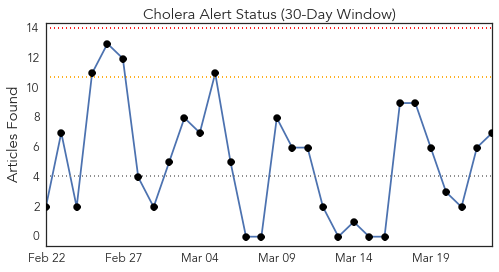 Cholera Alert Status (30-Day Window)
Articles Found
14
12
10
8
6
4
2
0
Feb 22 Feb 27 Mar 04 Mar 09 Mar 14 Mar 19